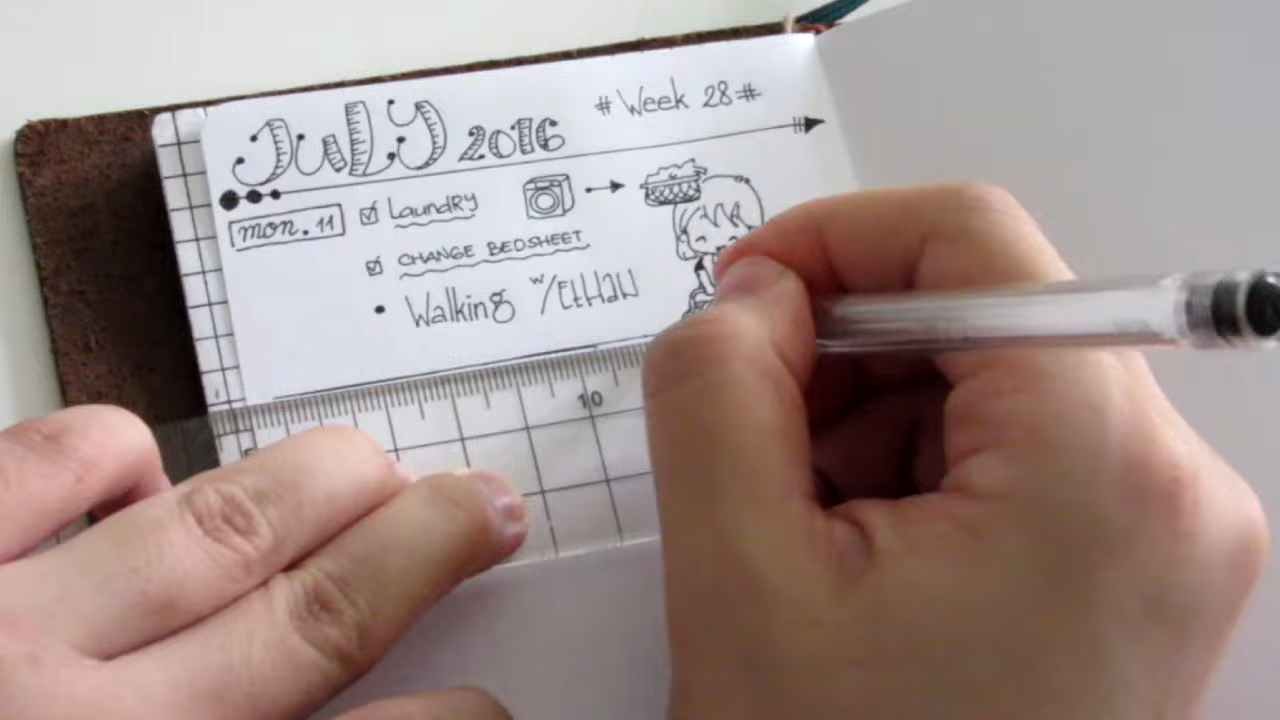 JULY 2016 # Week 28 #
mon. 11
LaundRY
CHANGE BEDSHEET
Walking w/EtHaN
10